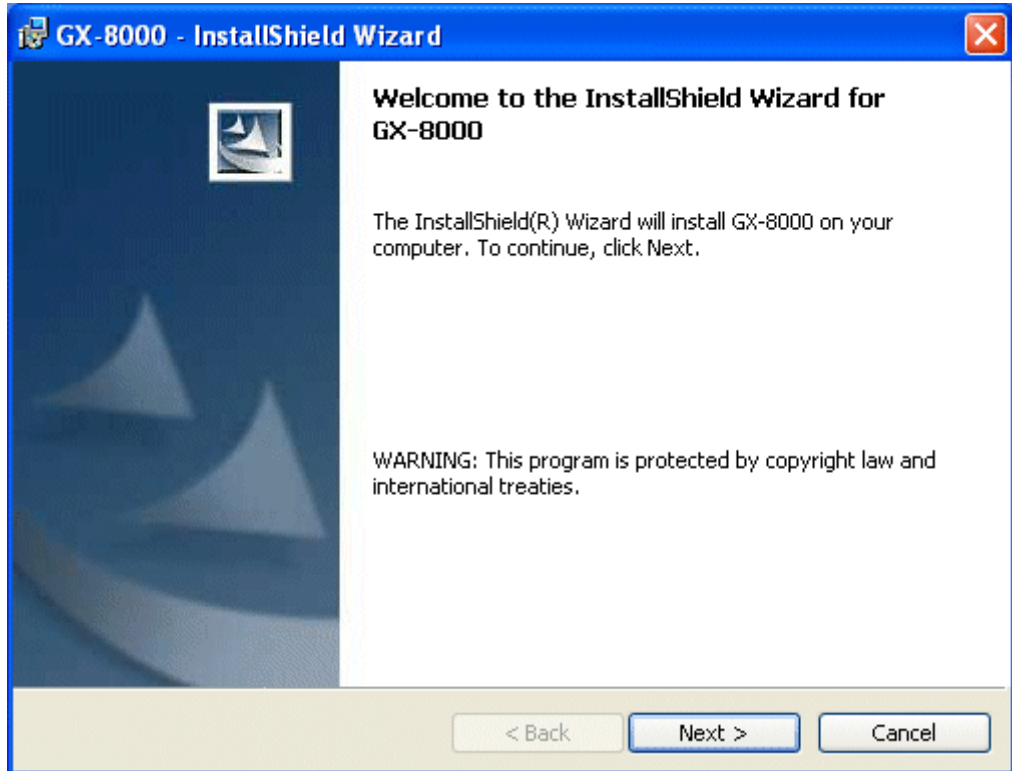 GX-8000 - InstallShield Wizard
Welcome to the InstallShield Wizard for
GX-8000
The InstallShield(R) Wizard will install GX-8000 on your
computer. To continue, click Next.
WARNING: This program is protected by copyright law and
international treaties.
< Back
Next >
Cancel